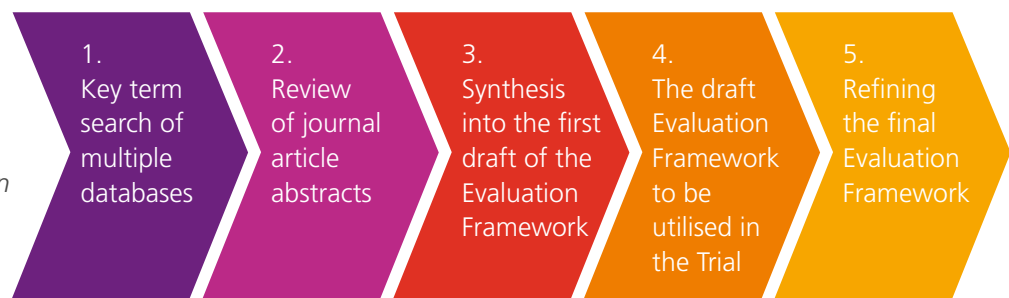 1.
Key term
search of
multiple
databases
2.
Review
of journal
article
abstracts
3.
Synthesis
into the first
draft of the
Evaluation
Framework
4.
The draft
Evaluation
Framework
to be
utilised in
the Trial
5.
Refining
the final
Evaluation
Framework